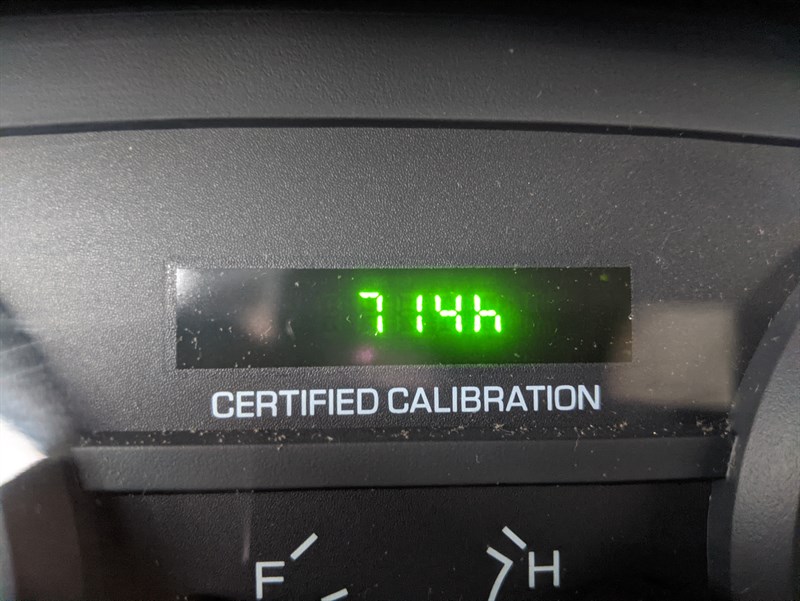 714h
CERTIFIED CALIBRATION
F H